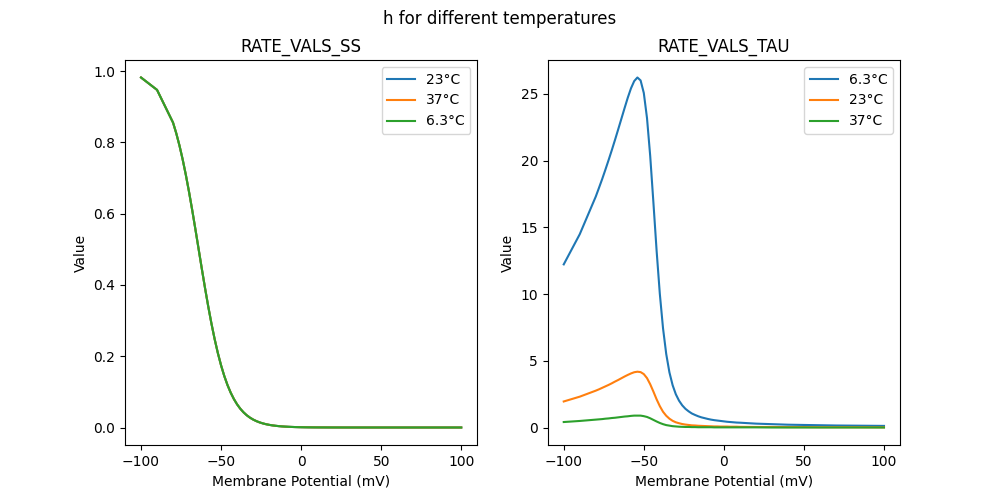 h for different temperatures
RATE_VALS_SS
1.0
0.8
0.6
0.4
0.2
0.0
Value
−100
−50
0
50
100
Membrane Potential (mV)
23°C
37°C
6.3°C
RATE_VALS_TAU
25
20
15
10
5
0
Value
−100
−50
0
50
100
Membrane Potential (mV)
6.3°C
23°C
37°C